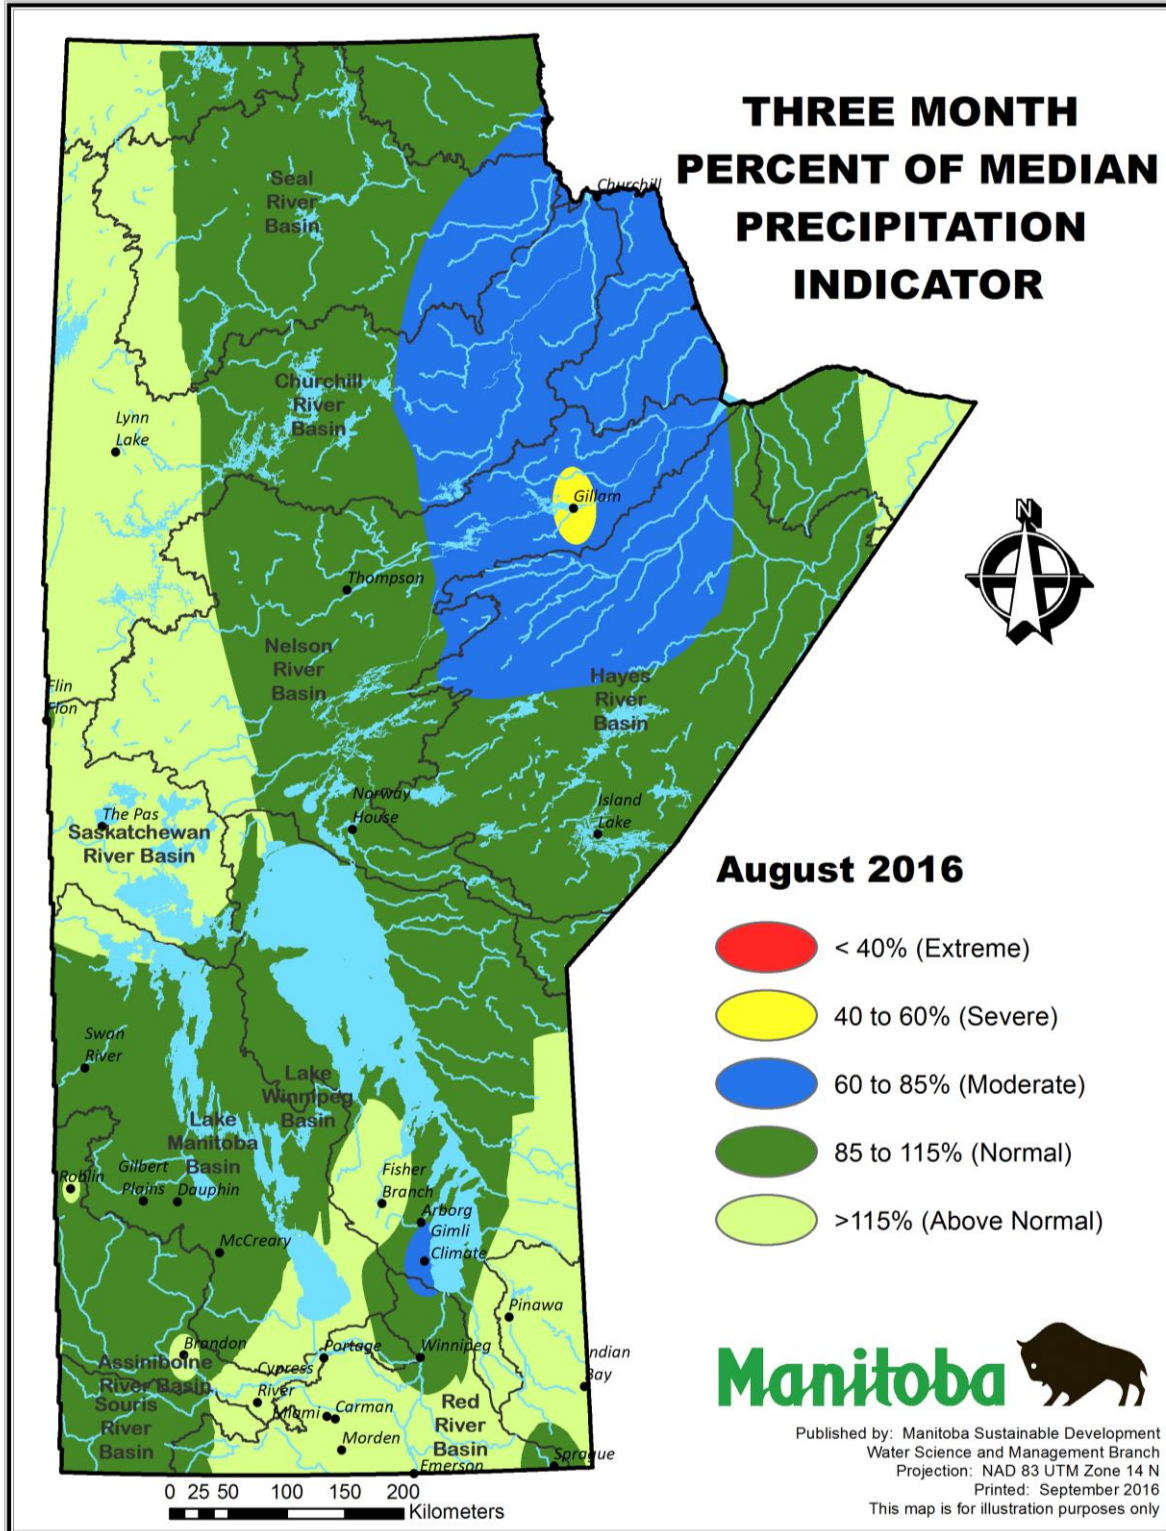 THREE MONTH
PERCENT OF MEDIAN
PRECIPITATION
INDICATOR
Seal
River
Basin
Churchill
Churchill
River
Basin
Lynn
Lake
Gillam
N
Thompson
Nelson
River
Basin
Hayes
River
Basin
Flin
Flon
Norway
House
Island
Lake
The Pas
Saskatchewan
River Basin
August 2016
< 40% (Extreme)
40 to 60% (Severe)
60 to 85% (Moderate)
85 to 115% (Normal)
>115% (Above Normal)
Swan
River
Lake
Winnipeg
Basin
Lake
Manitoba
Basin
Roblin
Gilbert
Plains
Dauphin
Fisher
Branch
Arborg
Gimli
Climate
McCreary
Pinawa
Brandon
Portage
Winnipeg
Indian
Bay
Assiniboine
River Basin
Cypress
River
Souris
River
Basin
Miami
Carman
Morden
Red
River
Basin
Emerson
Sprague
0 25 50 100 150 200
Kilometers
Manitoba
Published by: Manitoba Sustainable Development
Water Science and Management Branch
Projection: NAD 83 UTM Zone 14 N
Printed: September 2016
This map is for illustration purposes only